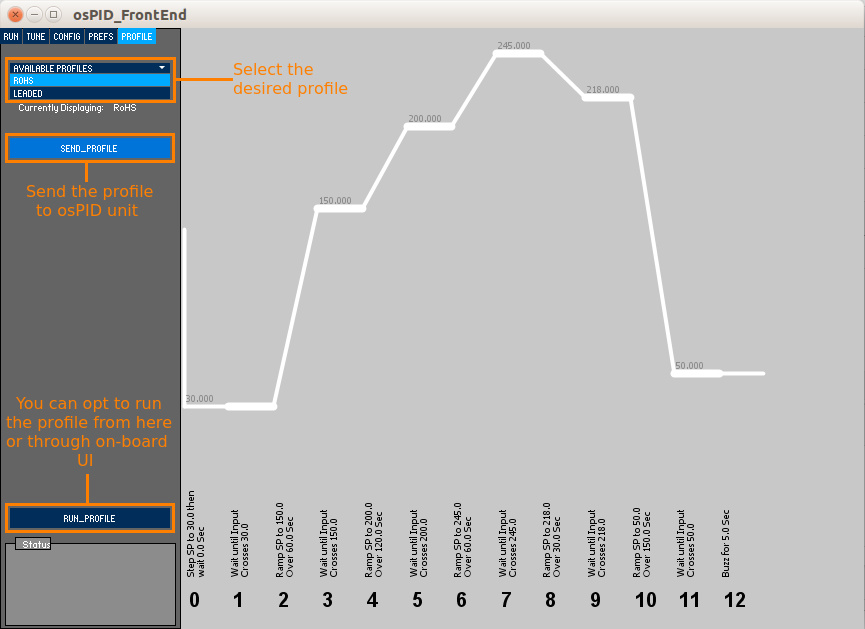 osPID_FrontEnd
RUN TUNE CONFIG PREFS PROFILE
AVAILABLE PROFILES
ROHS
LEADED
Currently Displaying: RoHS
Select the
desired profile
SEND_PROFILE
Send the profile
to osPID unit
You can opt to run
the profile from here
or through on-board
UI
RUN_PROFILE
Status
30.000
150.000
200.000
245.000
218.000
50.000
Step SP to 30.0 then
wait 0.0 Sec
Wait until Input
Crosses 30.0
Ramp SP to 150.0
Over 60.0 Sec
Wait until Input
Crosses 150.0
Ramp SP to 200.0
Over 120.0 Sec
Wait until Input
Crosses 200.0
Ramp SP to 245.0
Over 60.0 Sec
Wait until Input
Crosses 245.0
Ramp SP to 218.0
Over 30.0 Sec
Wait until Input
Crosses 218.0
Ramp SP to 50.0
Over 150.0 Sec
Wait until Input
Crosses 50.0
Buzz for 5.0 Sec
0 1 2 3 4 5 6 7 8 9 10 11 12